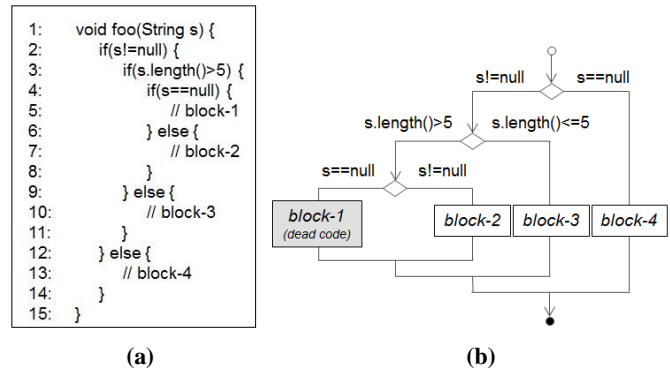 1: void foo(String s) {
2: if(s!=null) {
3: if(s.length()>5) {
4: if(s==null) {
5: // block-1
6: } else {
7: // block-2
8: }
9: } else {
10: // block-3
11: }
12: } else {
13: // block-4
14: }
15: }
(a)
s!=null s==null
s.length()>5 s.length()<=5
s==null s!=null
block-1
(dead code)
block-2
block-3
block-4
(b)